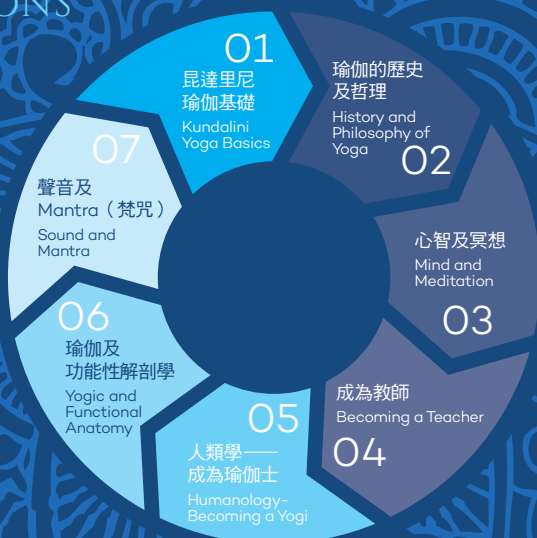 01
昆達里尼
瑜伽基礎
Kundalini
Yoga Basics
瑜伽的歷史
及哲理
History and
Philosophy of
Yoga
02
心智及冥想
Mind and
Meditation
03
成為教師
Becoming a Teacher
04
05
人類學——
成為瑜伽士
Humanology-
Becoming a Yogi
06
瑜伽及
功能性解剖學
Yogic and
Functional
Anatomy
07
聲音及
Mantra（梵咒）
Sound and
Mantra